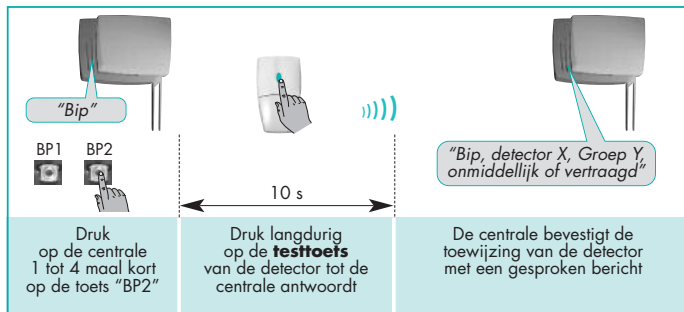 "Bip"
BP1 BP2
10 s
"Bip, detector X, Groep Y,
onmiddellijk of vertraagd"
Druk
op de centrale
1 tot 4 maal kort
op de toets "BP2"
Druk langdurig
op de testtoets
van de detector tot de
centrale antwoordt
De centrale bevestigt de
toewijzing van de detector
met een gesproken bericht